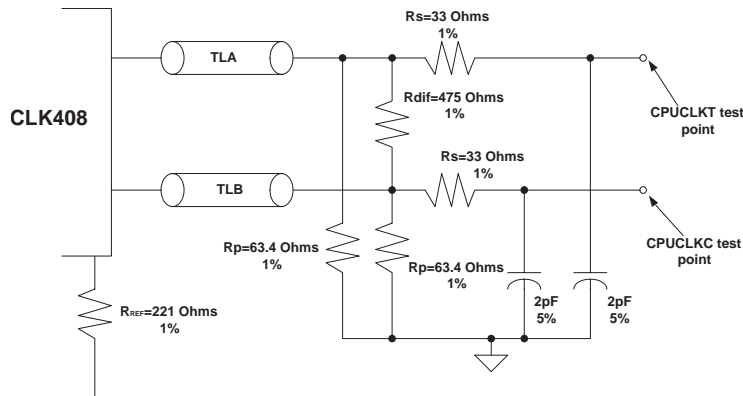 Rs=33 Ohms
1%
TLA
CLK408
Rdif=475 Ohms
1%
CPUCLKT test
point
Rs=33 Ohms
1%
TLB
CPUCLKC test
point
Rp=63.4 Ohms
1%
Rp=63.4 Ohms
1%
2pF
5%
2pF
5%
RREF=221 Ohms
1%